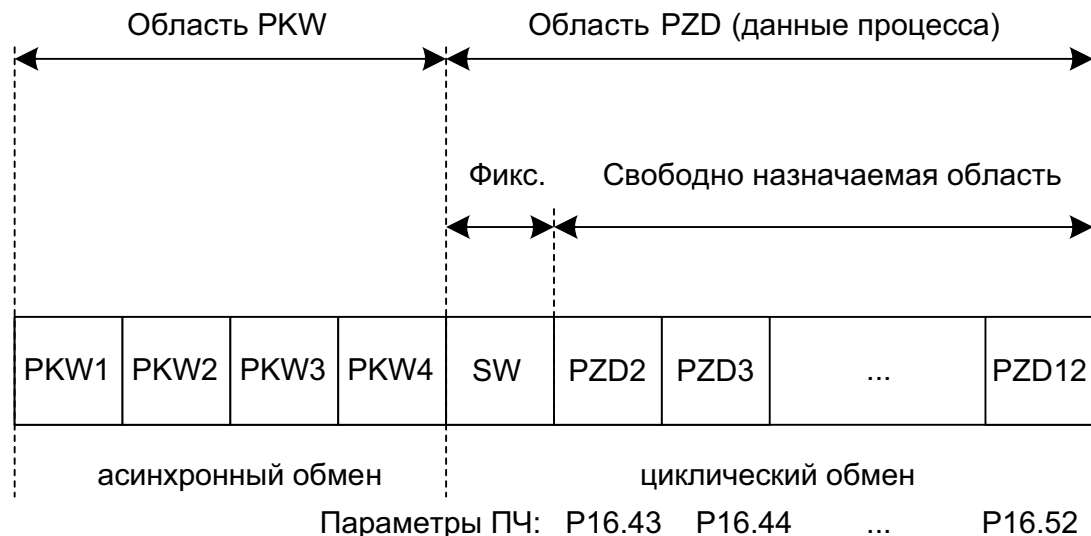 Область PKW Область PZD (данные процесса)
Фикс. Свободно назначаемая область
PKW1 PKW2 PKW3 PKW4 SW PZD2 PZD3 ... PZD12
асинхронный обмен циклический обмен
Параметры ПЧ: P16.43 P16.44 ... P16.52